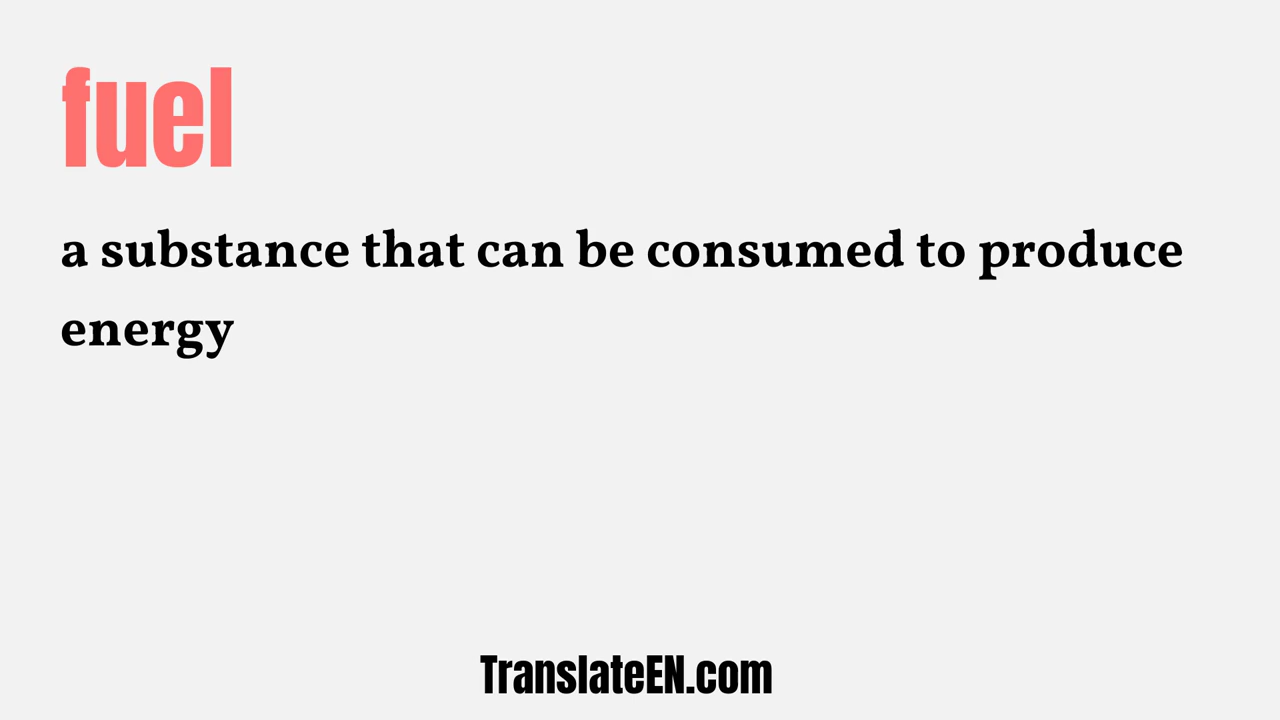 fuel
a substance that can be consumed to produce
energy
TranslateEN.com